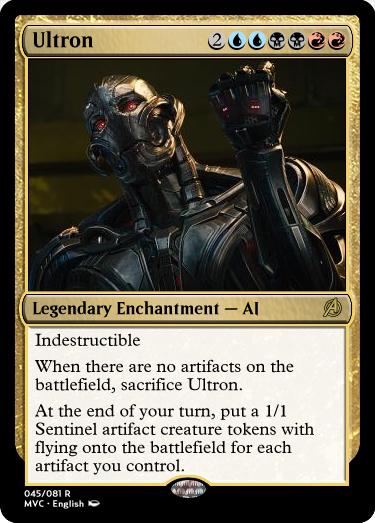 Ultron 2
Legendary Enchantment — AI
Indestructible
When there are no artifacts on the
battlefield, sacrifice Ultron.
At the end of your turn, put a 1/1
Sentinel artifact creature tokens with
flying onto the battlefield for each
artifact you control.
045/081 R
MVC • English